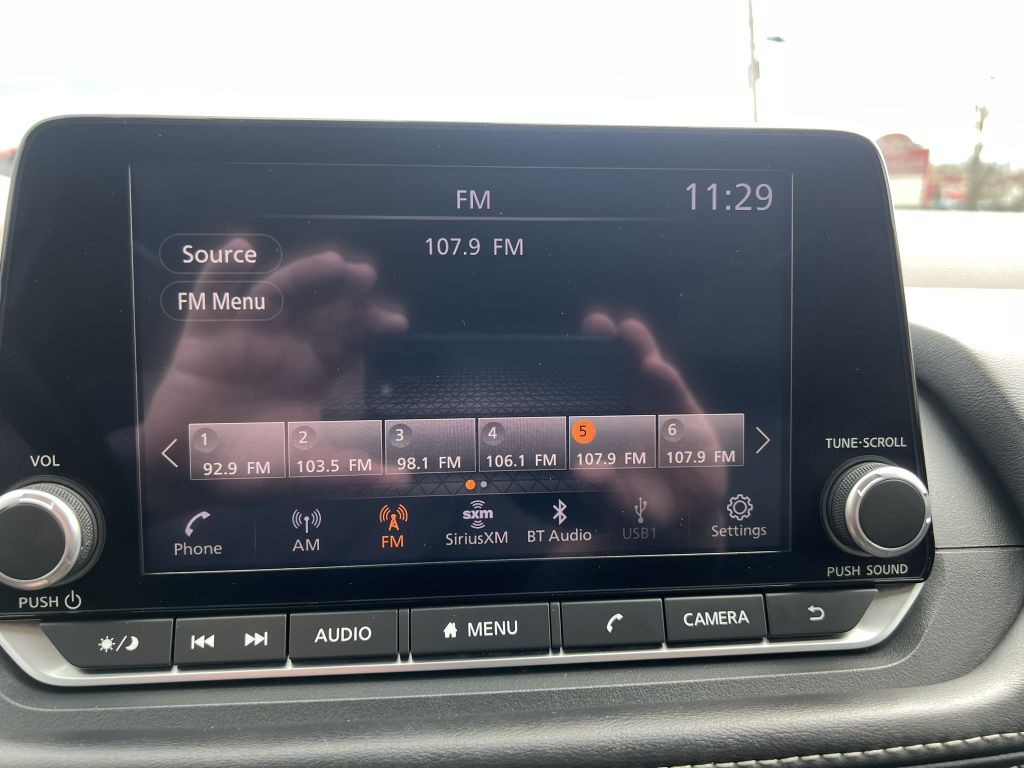 FM
11:29
107.9 FM
Source
FM Menu
1
92.9 FM
2
103.5 FM
3
98.1 FM
4
106.1 FM
5
107.9 FM
6
107.9 FM
VOL
TUNE·SCROLL
Phone
AM
FM
sxm
SiriusXM
BT Audio
USB1
Settings
PUSH
PUSH SOUND
AUDIO
MENU
CAMERA